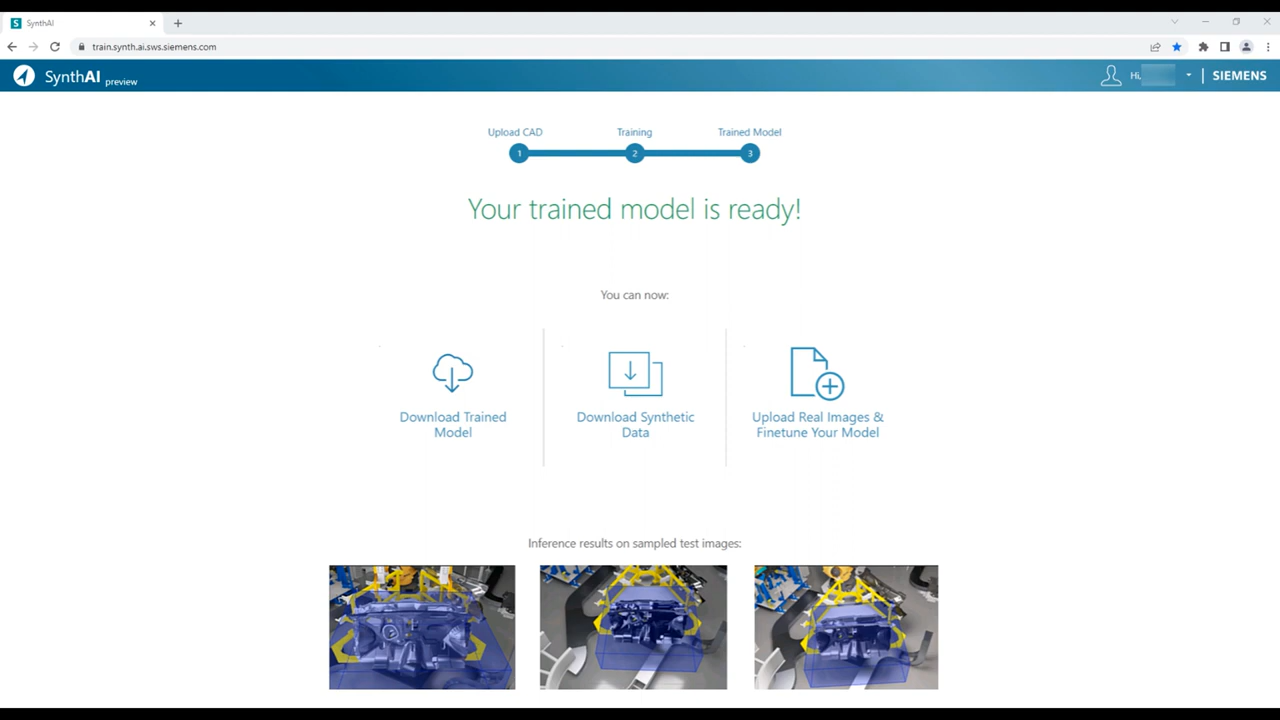 SynthAI
train.synth.ai.sws.siemens.com
SynthAI preview
Hi,
SIEMENS
Upload CAD
Training
Trained Model
1
2
3
Your trained model is ready!
You can now:
Download Trained
Model
Download Synthetic
Data
Upload Real Images &
Finetune Your Model
Inference results on sampled test images: